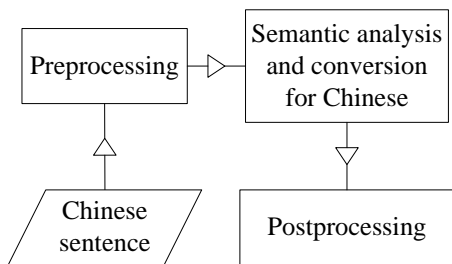 Preprocessing
Semantic analysis
and conversion
for Chinese
Chinese
sentence
Postprocessing